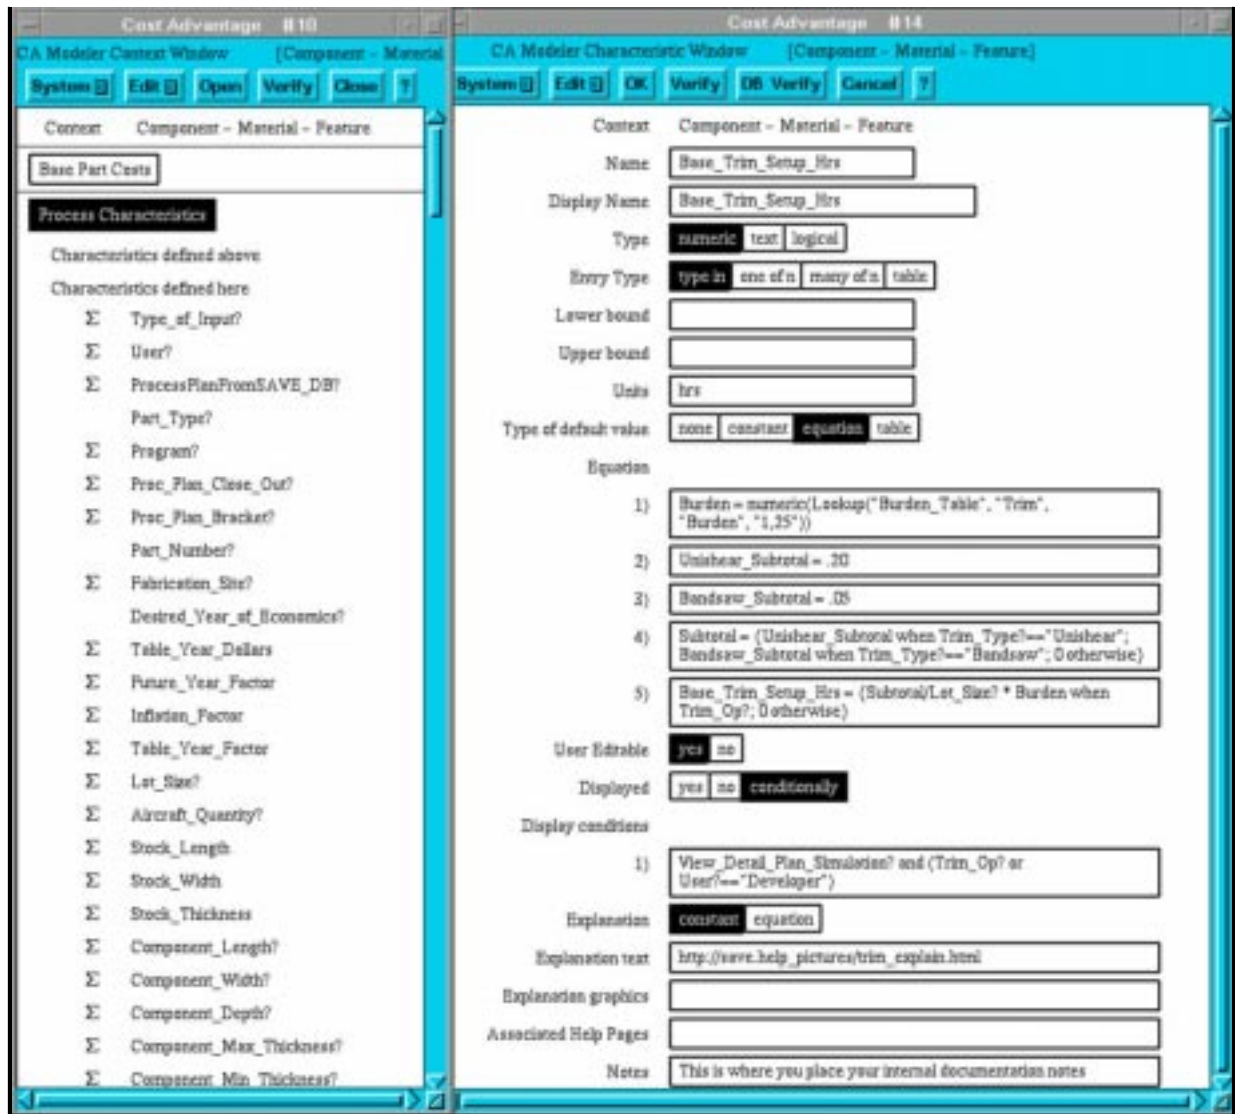 Cost Advantage #10
CA Modeler Context Window [Component - Material
System Edit Open Verify Close ?
Context Component - Material - Feature
Base Part Costs
Process Characteristics
Characteristics defined above
Characteristics defined here
Σ Type_of_Input?
Σ User?
Σ ProcessPlanFromSAVE_DB?
Part_Type?
Σ Program?
Σ Proc_Plan_Close_Out?
Σ Proc_Plan_Bracket?
Part_Number?
Σ Fabrication_Site?
Desired_Year_of_Economics?
Σ Table_Year_Dollars
Σ Future_Year_Factor
Σ Inflation_Factor
Σ Table_Year_Factor
Σ Lot_Size?
Σ Aircraft_Quantity?
Σ Stock_Length
Σ Stock_Width
Σ Stock_Thickness
Σ Component_Length?
Σ Component_Width?
Σ Component_Depth?
Σ Component_Max_Thickness?
Σ Component_Min_Thickness?
Cost Advantage #14
CA Modeler Characteristic Window [Component - Material - Feature]
System Edit OK Verify DB Verify Cancel ?
Context Component - Material - Feature
Name Base_Trim_Setup_Hrs
Display Name Base_Trim_Setup_Hrs
Type numeric text logical
Entry Type type in one of n many of n table
Lower bound
Upper bound
Units hrs
Type of default value none constant equation table
Equation
1) Burden = numeric(Lookup("Burden_Table", "Trim",
"Burden", "1,25"))
2) Unishear_Subtotal = .20
3) Bandsaw_Subtotal = .05
4) Subtotal = {Unishear_Subtotal when Trim_Type?=="Unishear";
Bandsaw_Subtotal when Trim_Type?=="Bandsaw"; 0 otherwise}
5) Base_Trim_Setup_Hrs = {Subtotal/Lot_Size? * Burden when
Trim_Op?; 0 otherwise}
User Editable yes no
Displayed yes no conditionally
Display conditions
1) View_Detail_Plan_Simulation? and (Trim_Op? or
User?=="Developer")
Explanation constant equation
Explanation text http://save.help_pictures/trim_explain.html
Explanation graphics
Associated Help Pages
Notes This is where you place your internal documentation notes